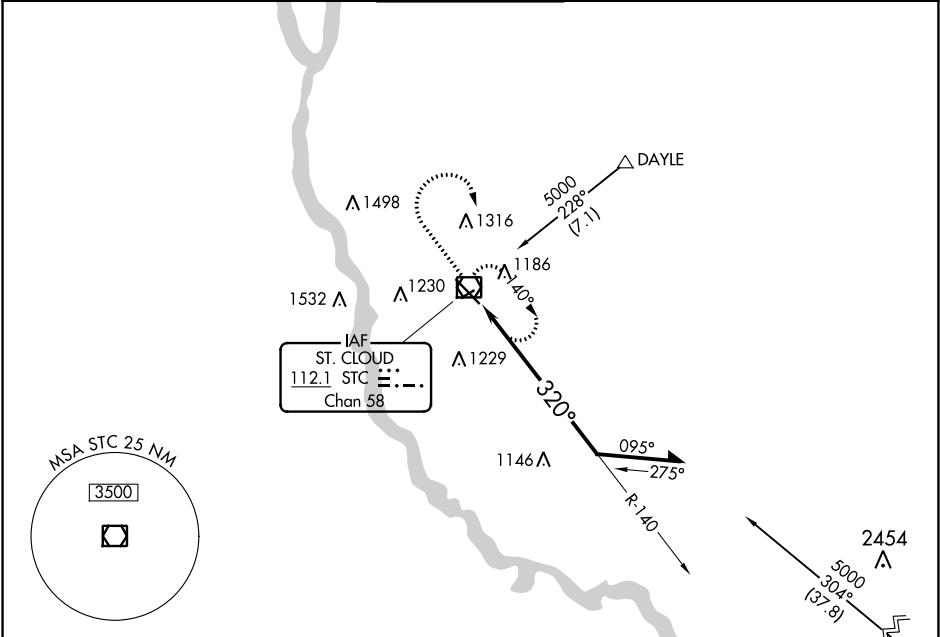 DAYLE
5000
228°
(7.1)
1498
1316
1186
140°
1230
1532
IAF
ST. CLOUD
112.1 STC
Chan 58
1229
320°
1146
095°
275°
R-140
MSA STC 25 NM
3500
2454
5000
304°
(37.8)